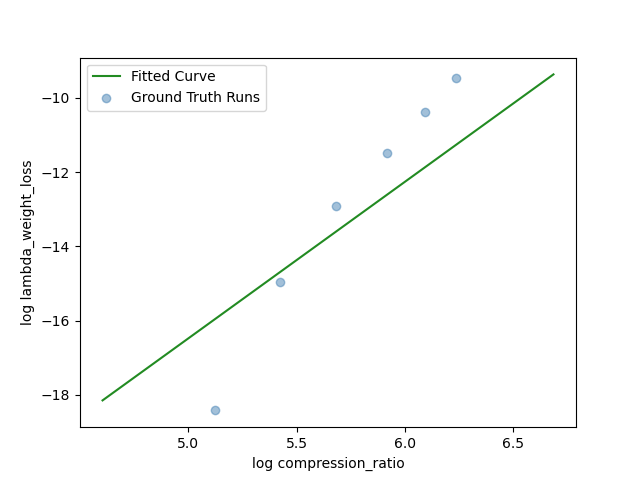 Fitted Curve
Ground Truth Runs
−10
−12
−14
−16
−18
log lambda_weight_loss
5.0
5.5
6.0
6.5
log compression_ratio